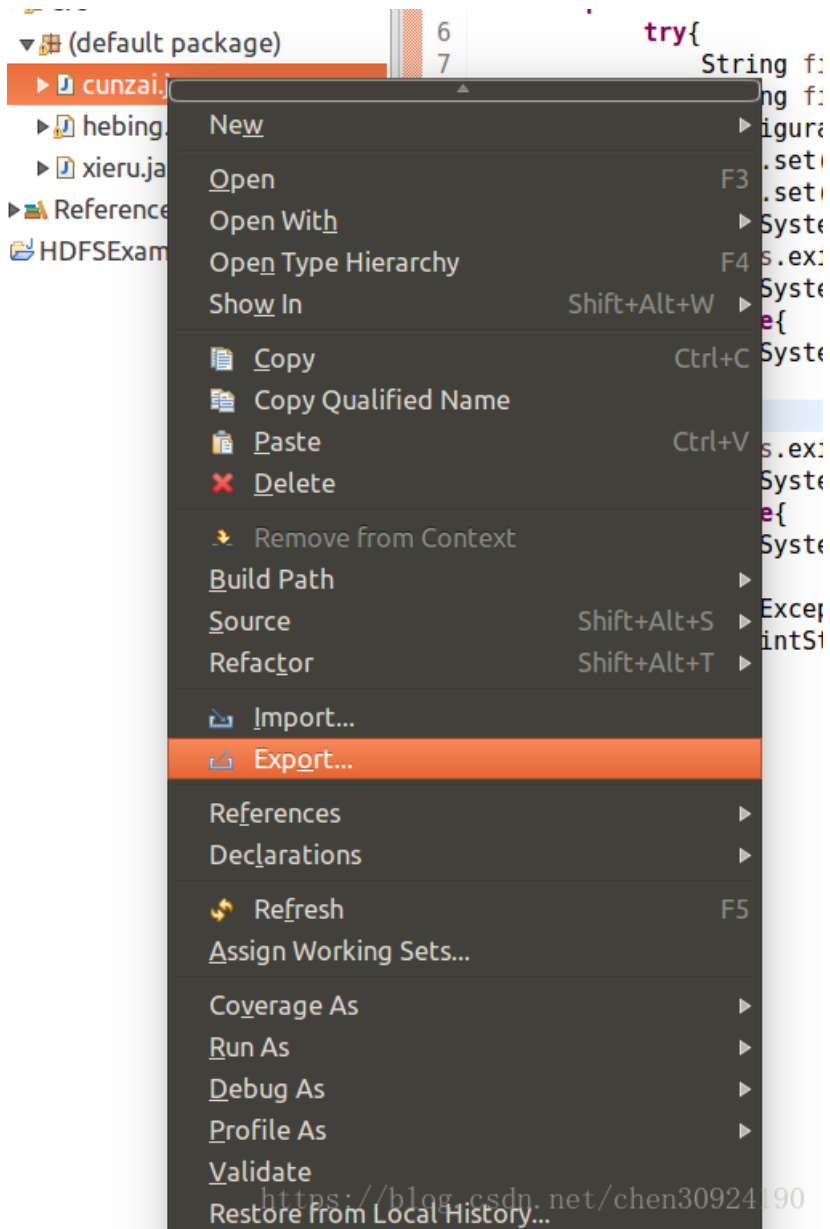 (default package)
cunzai.j
hebing.
xieru.ja
Reference
HDFSExam
6
try{
7
String fi
ng fi
igura
.set(
.set(
Syste
s.exi
Syste
e{
Syste
s.exi
Syste
e{
Syste
Excep
intSt
New
Open F3
Open With
Open Type Hierarchy F4
Show In Shift+Alt+W
Copy Ctrl+C
Copy Qualified Name
Paste Ctrl+V
Delete
Remove from Context
Build Path
Source Shift+Alt+S
Refactor Shift+Alt+T
Import...
Export...
References
Declarations
Refresh F5
Assign Working Sets...
Coverage As
Run As
Debug As
Profile As
Validate
https://blog.csdn.net/chen30924190
Restore from Local History...